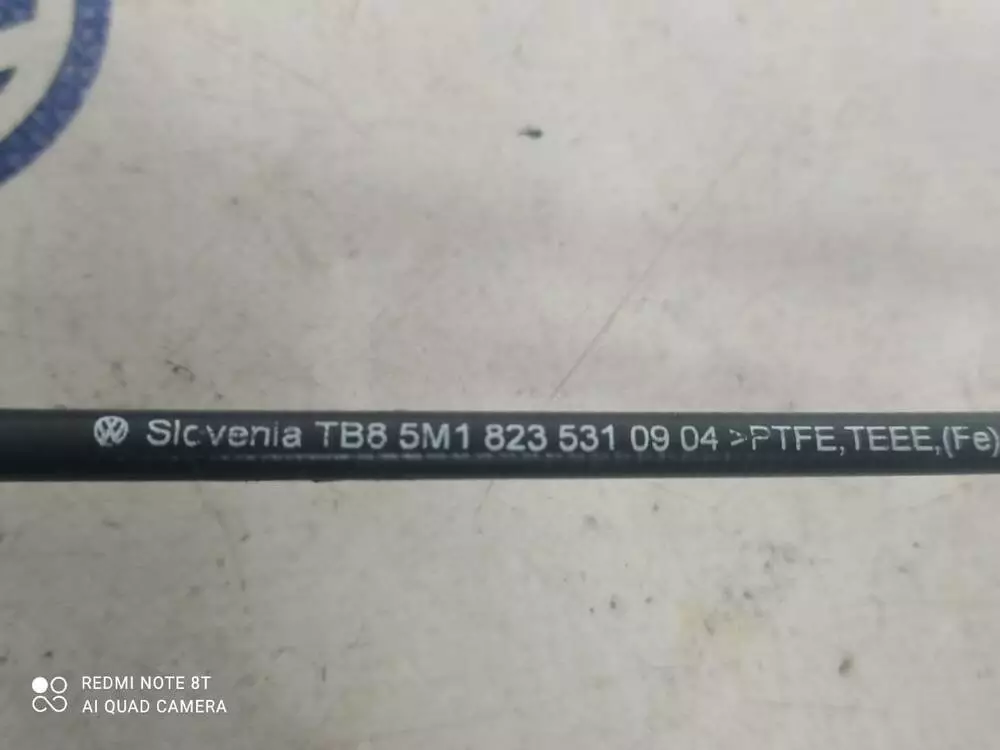 Slovenia TB8 5M1 823 531 09 04 >PTFE,TEEE,(Fe)
REDMI NOTE 8T
AI QUAD CAMERA